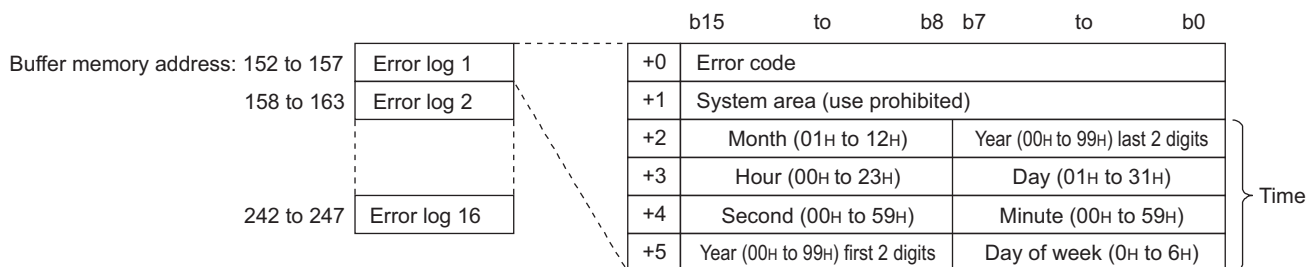 b15 to b8 b7 to b0
Buffer memory address: 152 to 157 Error log 1 +0 Error code
158 to 163 Error log 2 +1 System area (use prohibited)
+2 Month (01H to 12H) Year (00H to 99H) last 2 digits
+3 Hour (00H to 23H) Day (01H to 31H)
Time
242 to 247 Error log 16 +4 Second (00H to 59H) Minute (00H to 59H)
+5 Year (00H to 99H) first 2 digits Day of week (0H to 6H)